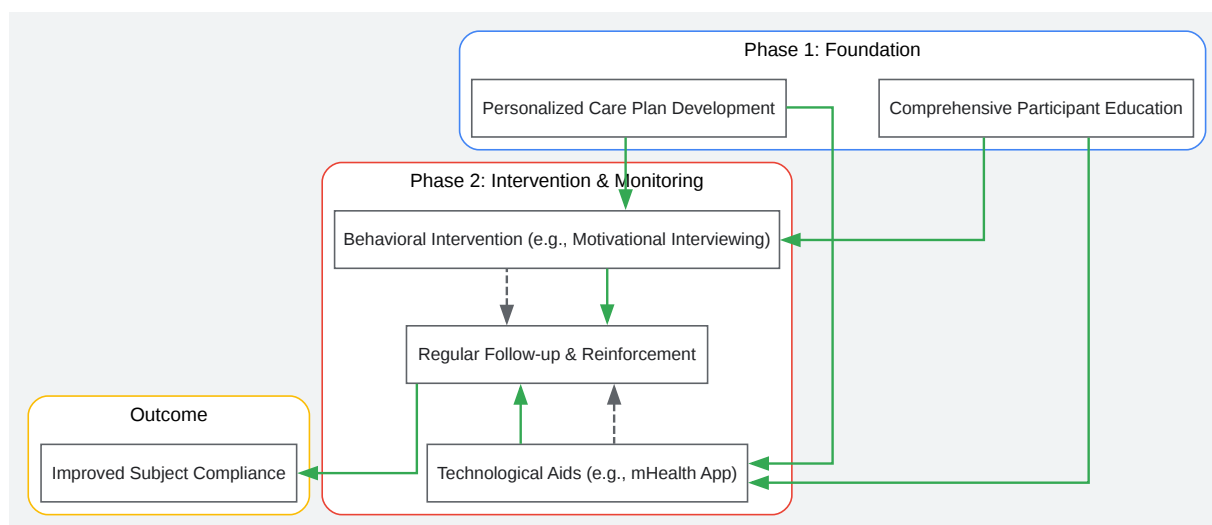 Phase 1: Foundation
Personalized Care Plan Development
Comprehensive Participant Education
Phase 2: Intervention & Monitoring
Behavioral Intervention (e.g., Motivational Interviewing)
Regular Follow-up & Reinforcement
Outcome
Improved Subject Compliance
Technological Aids (e.g., mHealth App)